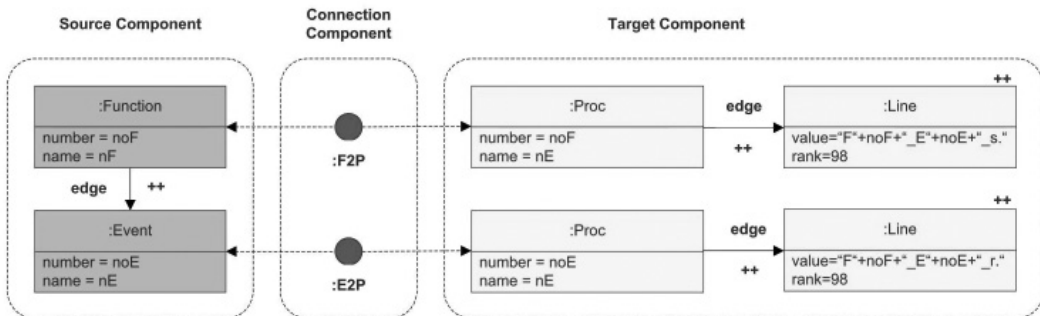 Source Component
Connection
Component
Target Component
:Function
number = noF
name = nF
edge
++
:Event
number = noE
name = nE
:F2P
:E2P
:Proc
number = noF
name = nE
edge
++
++
:Line
value="F"+noF+"_E"+noE+"_s."
rank=98
:Proc
number = noE
name = nE
edge
++
++
:Line
value="F"+noF+"_E"+noE+"_r."
rank=98